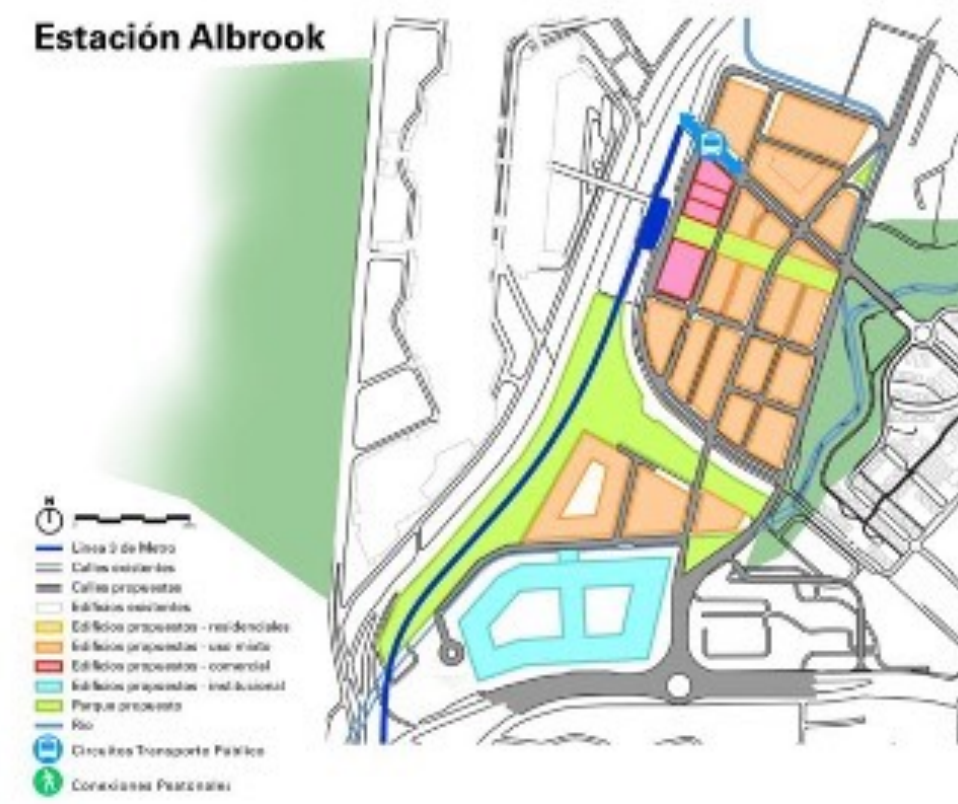 Estación Albrook
N
Línea 3 de Metro
Calles existentes
Calles propuestas
Edificios existentes
Edificios propuestos - residenciales
Edificios propuestos - uso mixto
Edificios propuestos - comercial
Edificios propuestos - institucional
Parque propuesto
Río
Circuitos Transporte Público
Conexiones Peatonales